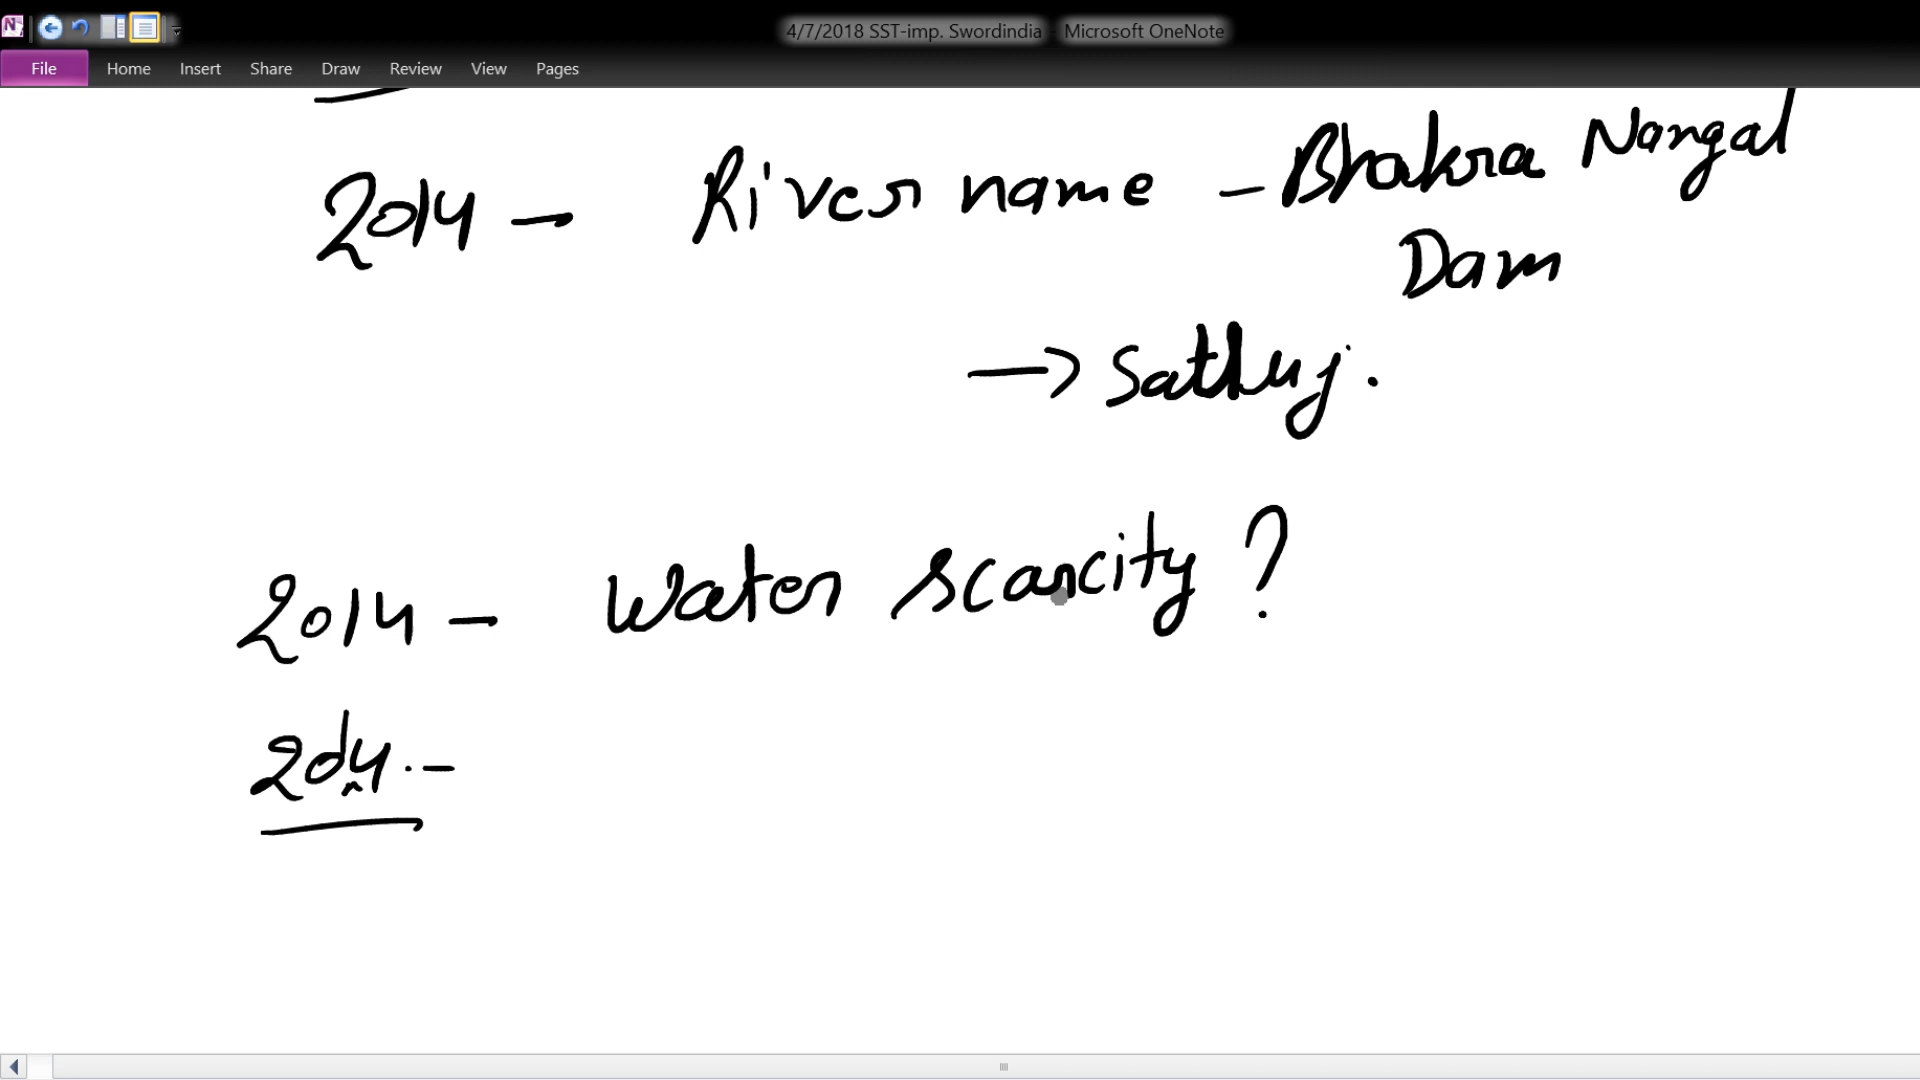 4/7/2018 SST-imp. Swordindia - Microsoft OneNote
File Home Insert Share Draw Review View Pages
2014 - River name - Bhakra Nangal
Dam
→ Sathuj.
2014 - Water scarcity ?
2014 . -